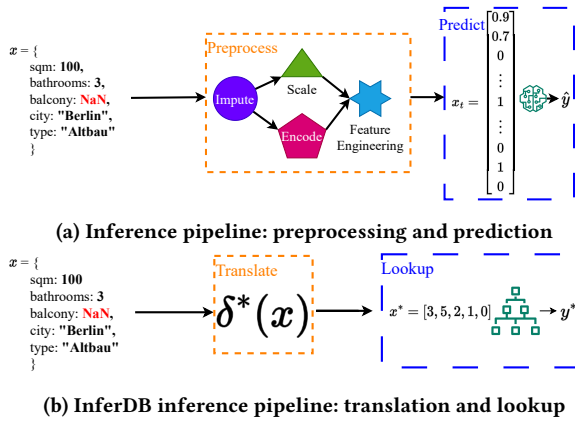 x = {
sqm: 100,
bathrooms: 3,
balcony: NaN,
city: "Berlin",
type: "Altbau"
}
Preprocess
Impute
Scale
Encode
Feature
Engineering
Predict
x_t =
0.9
0.7
0
⋮
1
⋮
0
1
0
ŷ
(a) Inference pipeline: preprocessing and prediction
x = {
sqm: 100
bathrooms: 3
balcony: NaN,
city: "Berlin",
type: "Altbau"
}
Translate
δ*(x)
Lookup
x* = [3, 5, 2, 1, 0]
y*
(b) InferDB inference pipeline: translation and lookup